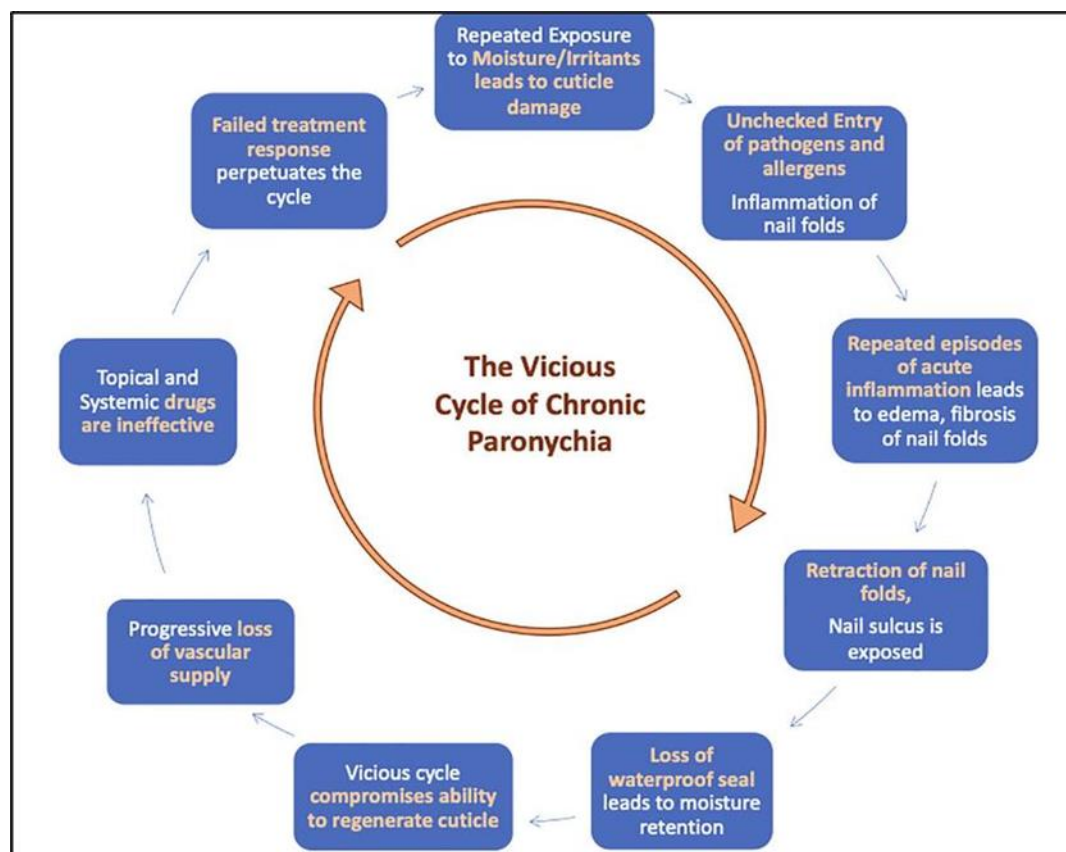 Repeated Exposure
to Moisture/Irritants
leads to cuticle
damage
Unchecked Entry
of pathogens and
allergens
Inflammation of
nail folds
Repeated episodes
of acute
inflammation leads
to edema, fibrosis
of nail folds
Retraction of nail
folds,
Nail sulcus is
exposed
Loss of
waterproof seal
leads to moisture
retention
Vicious cycle
compromises ability
to regenerate cuticle
Progressive loss
of vascular
supply
Topical and
Systemic drugs
are ineffective
Failed treatment
response
perpetuates the
cycle
The Vicious
Cycle of Chronic
Paronychia